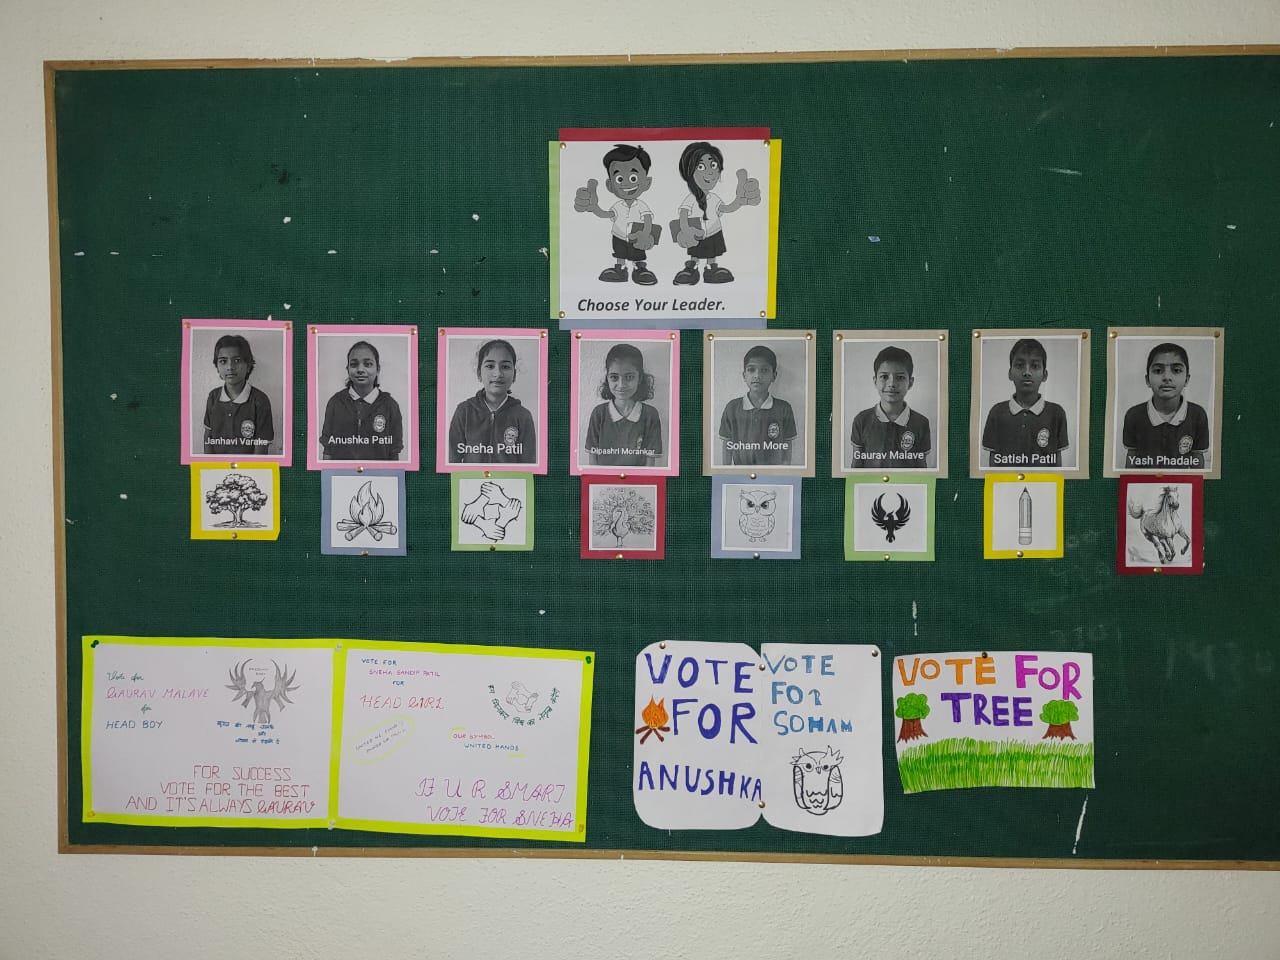 Choose Your Leader.
Janhavi Varake
Anushka Patil
Sneha Patil
Dipashri Morankar
Soham More
Gaurav Malave
Satish Patil
Yash Phadale
Vote for
GAURAV MALAVE
for
HEAD BOY
FOR SUCCESS
VOTE FOR THE BEST
AND IT'S ALWAYS GAURAV
VOTE FOR
SNEHA SANDIP PATIL
FOR
HEAD GIRL
OUR SYMBOL
UNITED HANDS
IF U R SMART
VOTE FOR SNEHA
VOTE
FOR
ANUSHKA
VOTE
FOR
SOHAM
VOTE FOR
TREE